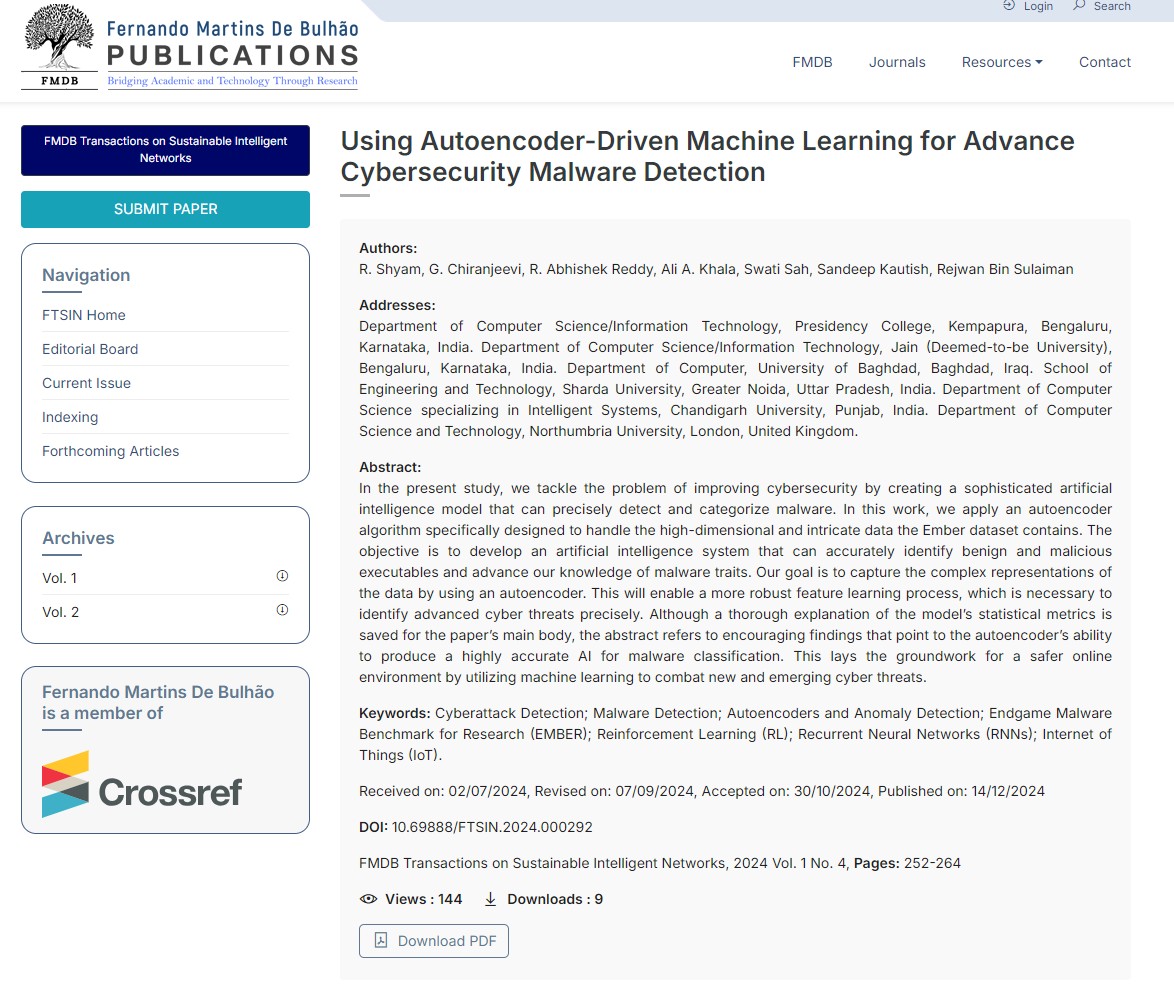 Login
Search
Fernando Martins De Bulhão
PUBLICATIONS
FMDB
Bridging Academic and Technology Through Research
FMDB
Journals
Resources
Contact
FMDB Transactions on Sustainable Intelligent
Networks
SUBMIT PAPER
Navigation
FTSIN Home
Editorial Board
Current Issue
Indexing
Forthcoming Articles
Archives
Vol. 1
Vol. 2
Fernando Martins De Bulhão
is a member of
Crossref
Using Autoencoder-Driven Machine Learning for Advance
Cybersecurity Malware Detection
Authors:
R. Shyam, G. Chiranjeevi, R. Abhishek Reddy, Ali A. Khala, Swati Sah, Sandeep Kautish, Rejwan Bin Sulaiman
Addresses:
Department of Computer Science/Information Technology, Presidency College, Kempapura, Bengaluru,
Karnataka, India. Department of Computer Science/Information Technology, Jain (Deemed-to-be University),
Bengaluru, Karnataka, India. Department of Computer, University of Baghdad, Baghdad, Iraq. School of
Engineering and Technology, Sharda University, Greater Noida, Uttar Pradesh, India. Department of Computer
Science specializing in Intelligent Systems, Chandigarh University, Punjab, India. Department of Computer
Science and Technology, Northumbria University, London, United Kingdom.
Abstract:
In the present study, we tackle the problem of improving cybersecurity by creating a sophisticated artificial
intelligence model that can precisely detect and categorize malware. In this work, we apply an autoencoder
algorithm specifically designed to handle the high-dimensional and intricate data the Ember dataset contains. The
objective is to develop an artificial intelligence system that can accurately identify benign and malicious
executables and advance our knowledge of malware traits. Our goal is to capture the complex representations of
the data by using an autoencoder. This will enable a more robust feature learning process, which is necessary to
identify advanced cyber threats precisely. Although a thorough explanation of the model’s statistical metrics is
saved for the paper’s main body, the abstract refers to encouraging findings that point to the autoencoder’s ability
to produce a highly accurate AI for malware classification. This lays the groundwork for a safer online
environment by utilizing machine learning to combat new and emerging cyber threats.
Keywords: Cyberattack Detection; Malware Detection; Autoencoders and Anomaly Detection; Endgame Malware
Benchmark for Research (EMBER); Reinforcement Learning (RL); Recurrent Neural Networks (RNNs); Internet of
Things (IoT).
Received on: 02/07/2024, Revised on: 07/09/2024, Accepted on: 30/10/2024, Published on: 14/12/2024
DOI: 10.69888/FTSIN.2024.000292
FMDB Transactions on Sustainable Intelligent Networks, 2024 Vol. 1 No. 4, Pages: 252-264
Views : 144 Downloads : 9
Download PDF